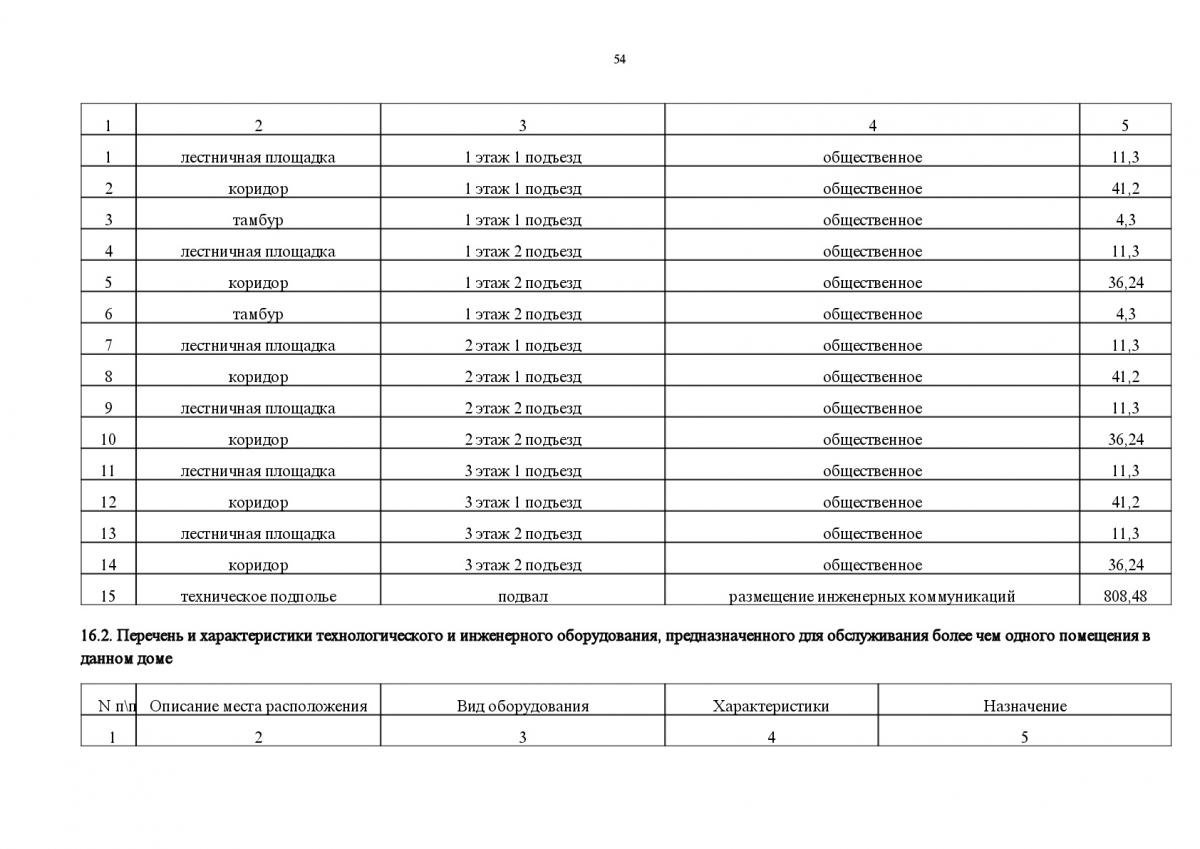 54
1 2 3 4 5
1 лестничная площадка 1 этаж 1 подъезд общественное 11,3
2 коридор 1 этаж 1 подъезд общественное 41,2
3 тамбур 1 этаж 1 подъезд общественное 4,3
4 лестничная площадка 1 этаж 2 подъезд общественное 11,3
5 коридор 1 этаж 2 подъезд общественное 36,24
6 тамбур 1 этаж 2 подъезд общественное 4,3
7 лестничная площадка 2 этаж 1 подъезд общественное 11,3
8 коридор 2 этаж 1 подъезд общественное 41,2
9 лестничная площадка 2 этаж 2 подъезд общественное 11,3
10 коридор 2 этаж 2 подъезд общественное 36,24
11 лестничная площадка 3 этаж 1 подъезд общественное 11,3
12 коридор 3 этаж 1 подъезд общественное 41,2
13 лестничная площадка 3 этаж 2 подъезд общественное 11,3
14 коридор 3 этаж 2 подъезд общественное 36,24
15 техническое подполье подвал размещение инженерных коммуникаций 808,48
16.2. Перечень и характеристики технологического и инженерного оборудования, предназначенного для обслуживания более чем одного помещения в
данном доме
N п\п Описание места расположения Вид оборудования Характеристики Назначение
1 2 3 4 5